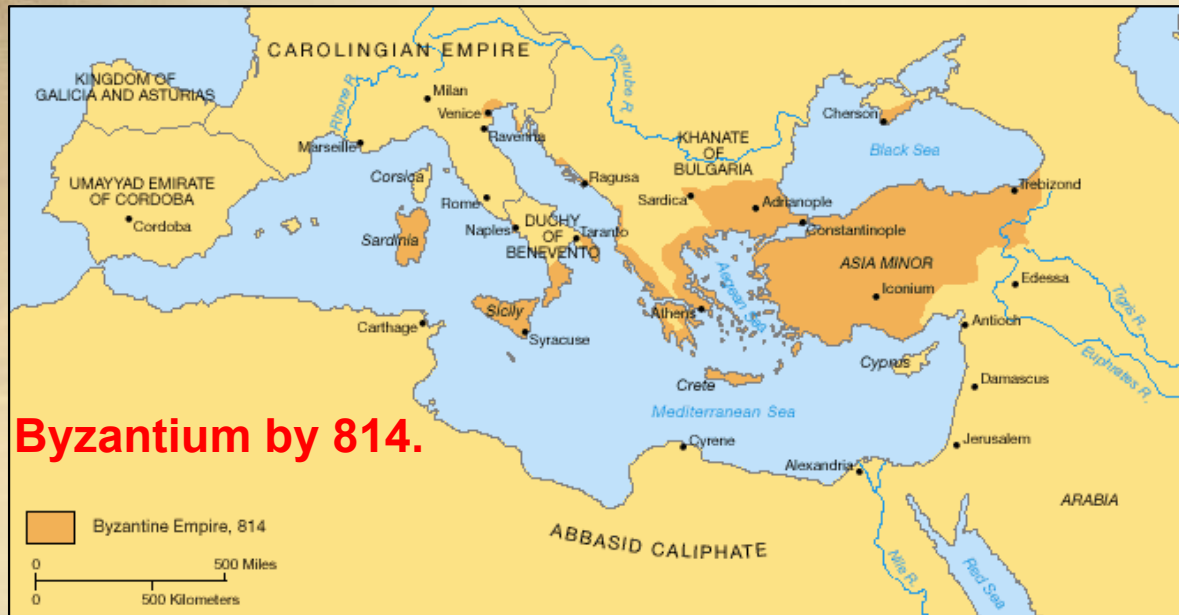 CAROLINGIAN EMPIRE
KINGDOM OF
GALICIA AND ASTURIAS
Rhone R.
Danube R.
Milan
Venice
Ravenna
Marseille
Cherson
Black Sea
KHANATE
OF
BULGARIA
UMAYYAD EMIRATE
OF CORDOBA
Cordoba
Corsica
Ragusa
Sardica
Adrianople
Trebizond
Rome
Constantinople
Naples
DUCHY
OF
BENEVENTO
Taranto
Sardinia
Aegean Sea
ASIA MINOR
Iconium
Edessa
Tigris R.
Sicily
Athens
Carthage
Syracuse
Antioch
Euphrates R.
Cyprus
Crete
Damascus
Mediterranean Sea
Byzantium by 814.
Cyrene
Jerusalem
Alexandria
ARABIA
Byzantine Empire, 814
ABBASID CALIPHATE
0 500 Miles
0 500 Kilometers
Nile R.
Red Sea